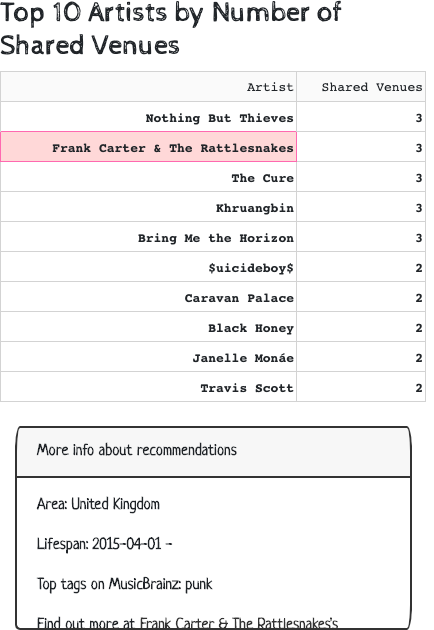 Top 10 Artists by Number of
Shared Venues
Artist Shared Venues
Nothing But Thieves 3
Frank Carter & The Rattlesnakes 3
The Cure 3
Khruangbin 3
Bring Me the Horizon 3
$uicideboy$ 2
Caravan Palace 2
Black Honey 2
Janelle Monáe 2
Travis Scott 2
More info about recommendations
Area: United Kingdom
Lifespan: 2015-04-01 -
Top tags on MusicBrainz: punk
Find out more at Frank Carter & The Rattlesnakes's